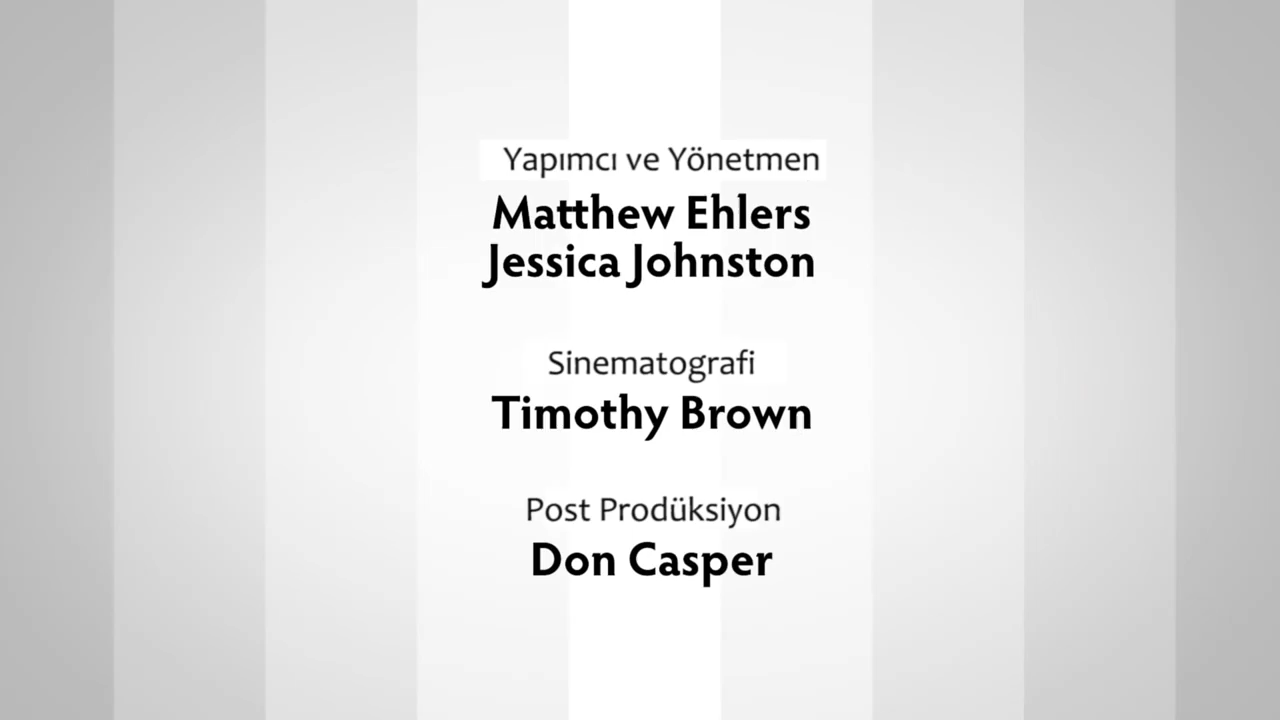 Yapımcı ve Yönetmen
Matthew Ehlers
Jessica Johnston
Sinematografi
Timothy Brown
Post Prodüksiyon
Don Casper